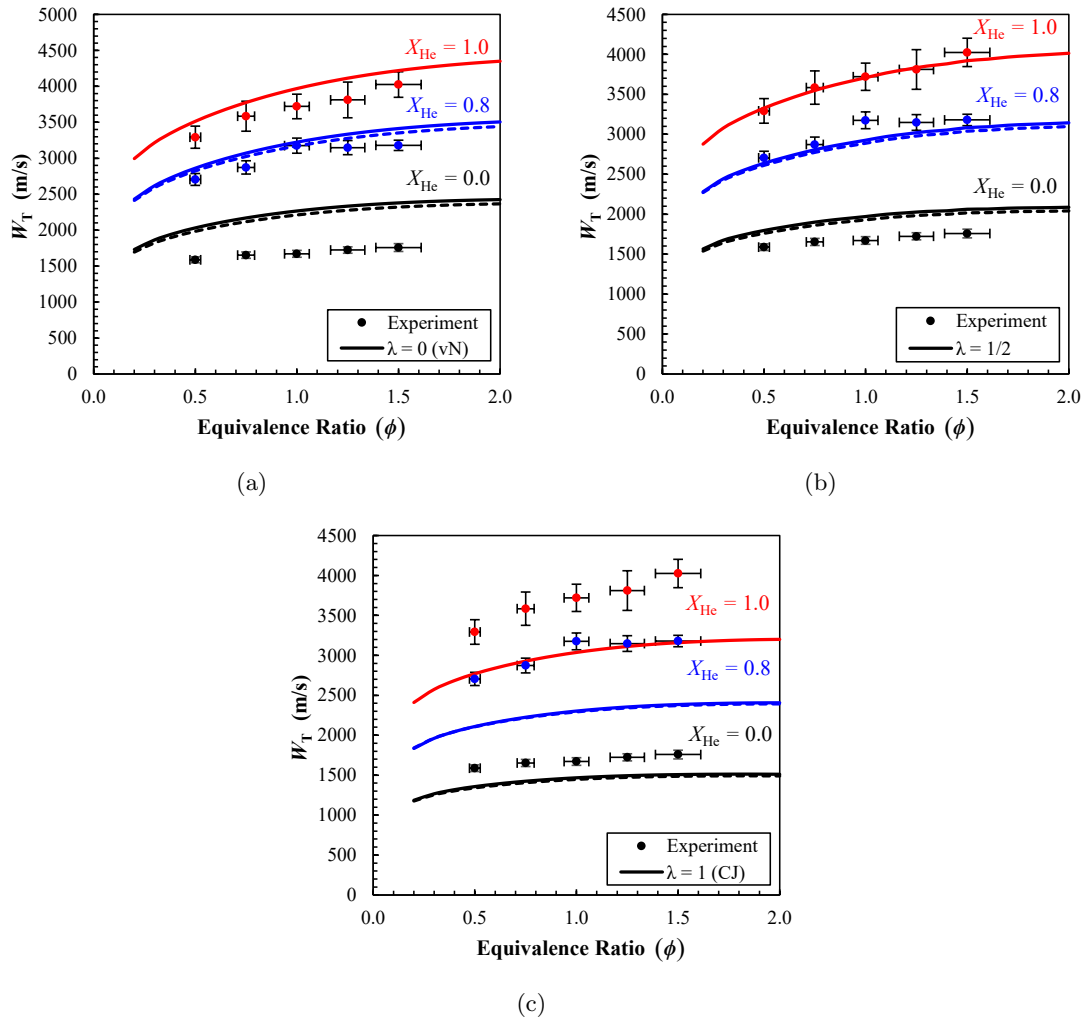 5000
4500
4000
3500
3000
2500
2000
1500
1000
500
0
W_T (m/s)
X_He = 1.0
X_He = 0.8
X_He = 0.0
Experiment
λ = 0 (vN)
0.0 0.5 1.0 1.5 2.0
Equivalence Ratio (ϕ)
(a)
4500
4000
3500
3000
2500
2000
1500
1000
500
0
W_T (m/s)
X_He = 1.0
X_He = 0.8
X_He = 0.0
Experiment
λ = 1/2
0.0 0.5 1.0 1.5 2.0
Equivalence Ratio (ϕ)
(b)
4500
4000
3500
3000
2500
2000
1500
1000
500
0
W_T (m/s)
X_He = 1.0
X_He = 0.8
X_He = 0.0
Experiment
λ = 1 (CJ)
0.0 0.5 1.0 1.5 2.0
Equivalence Ratio (ϕ)
(c)